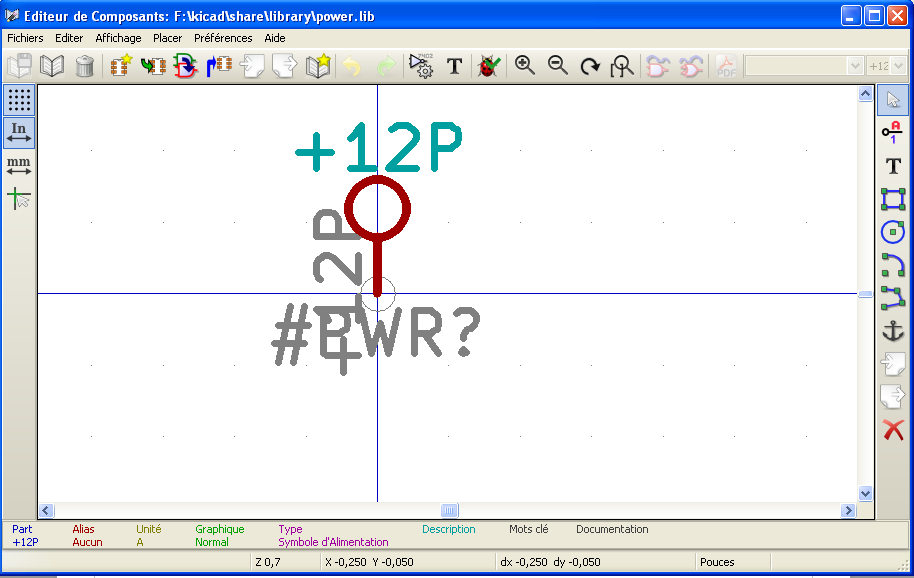 Editeur de Composants: F:\kicad\share\library\power.lib
Fichiers Editer Affichage Placer Préférences Aide
T
PDF
+12
In
mm
A
1
T
+12P
+12P
#PWR?
Part Alias Unité Graphique Type Description Mots clé Documentation
+12P Aucun A Normal Symbole d'Alimentation
Z 0,7 X -0,250 Y -0,050 dx -0,250 dy -0,050 Pouces